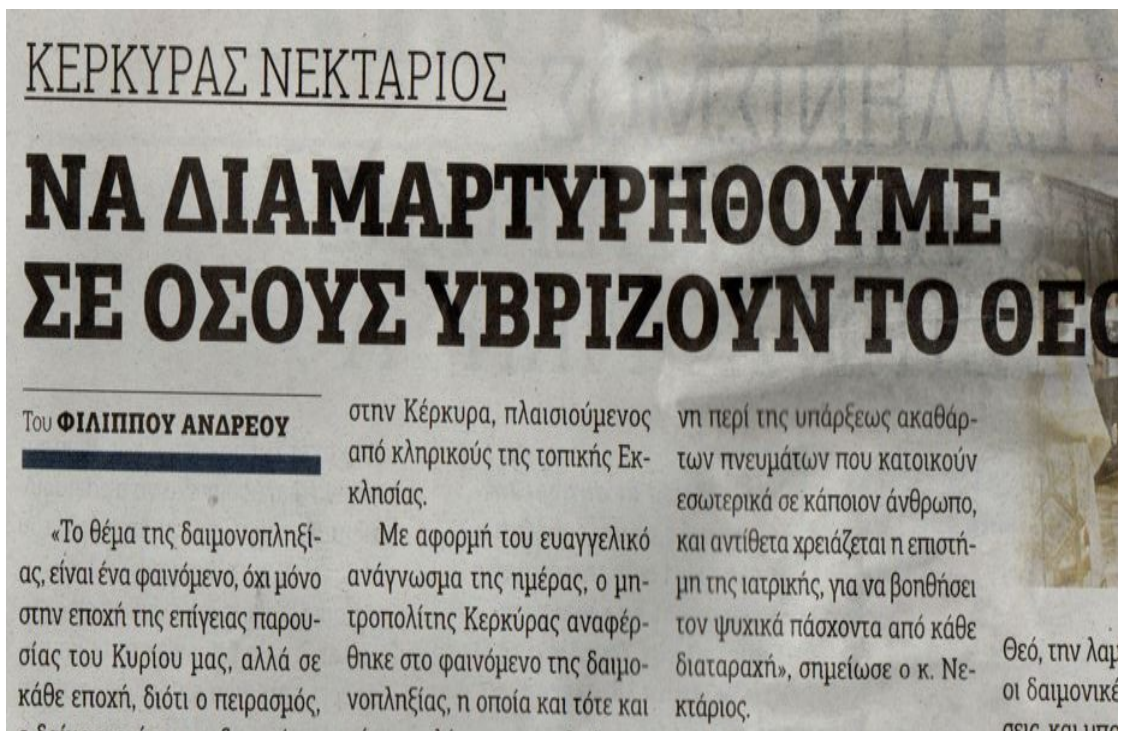 ΚΕΡΚΥΡΑΣ ΝΕΚΤΑΡΙΟΣ
ΝΑ ΔΙΑΜΑΡΤΥΡΗΘΟΥΜΕ
ΣΕ ΟΣΟΥΣ ΥΒΡΙΖΟΥΝ ΤΟ ΘΕΟ
Του ΦΙΛΙΠΠΟΥ ΑΝΔΡΕΟΥ
«Το θέμα της δαιμονοπληξί-
ας, είναι ένα φαινόμενο, όχι μόνο
στην εποχή της επίγειας παρου-
σίας του Κυρίου μας, αλλά σε
κάθε εποχή, διότι ο πειρασμός,
στην Κέρκυρα, πλαισιούμενος
από κληρικούς της τοπικής Εκ-
κλησίας.
Με αφορμή του ευαγγελικό
ανάγνωσμα της ημέρας, ο μη-
τροπολίτης Κερκύρας αναφέρ-
θηκε στο φαινόμενο της δαιμο-
νοπληξίας, η οποία και τότε και
νη περί της υπάρξεως ακαθάρ-
των πνευμάτων που κατοικούν
εσωτερικά σε κάποιον άνθρωπο,
και αντίθετα χρειάζεται η επιστή-
μη της ιατρικής, για να βοηθήσει
τον ψυχικά πάσχοντα από κάθε
διαταραχή», σημείωσε ο κ. Νε-
κτάριος.
Θεό, την λαμ
οι δαιμονικέ